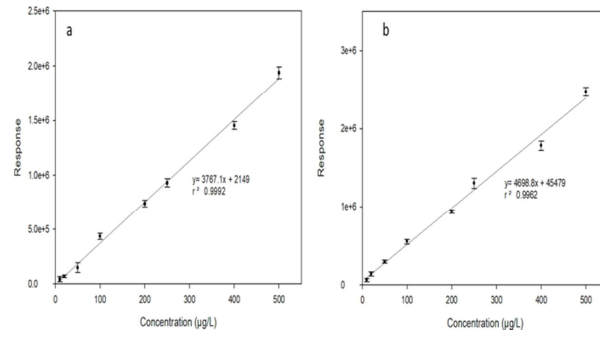 a
2.5e+6
2.0e+6
1.5e+6
1.0e+6
5.0e+5
0.0
Response
y= 3767.1x + 2149
r² 0.9992
0 100 200 300 400 500
Concentration (µg/L)
b
3e+6
2e+6
1e+6
0
Response
y= 4698.8x + 45479
r² 0.9962
0 100 200 300 400 500
Concentration (µg/L)